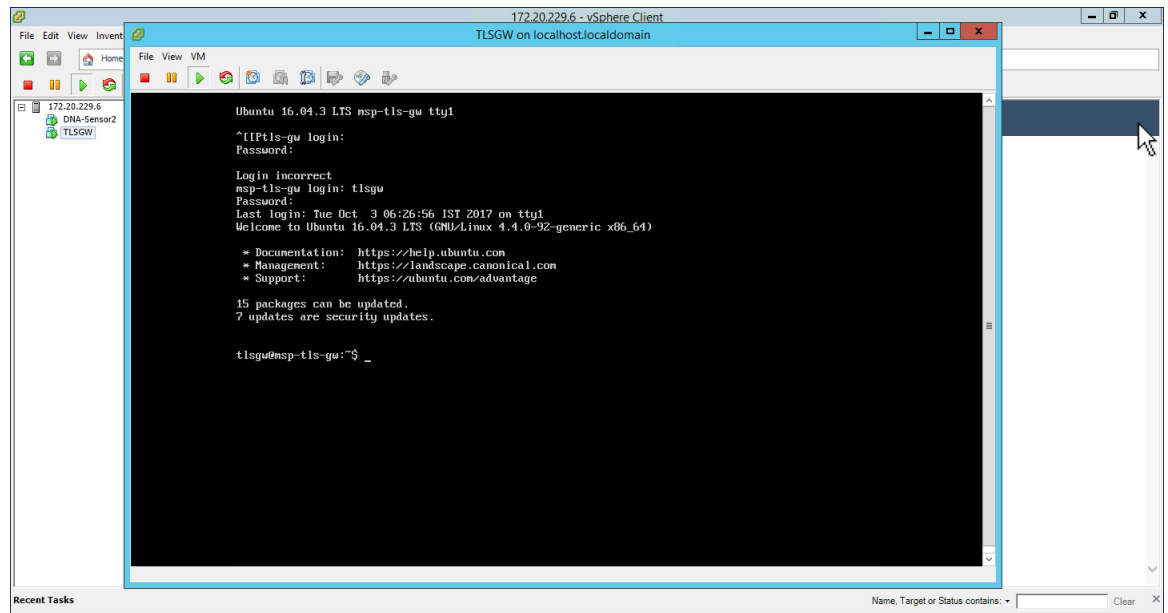 172.20.229.6 - vSphere Client
File Edit View Invent
Home
172.20.229.6
DNA-Sensor2
TLSGW
TLSGW on localhost.localdomain
File View VM
Ubuntu 16.04.3 LTS msp-tls-gw tty1
^[[Ptls-gw login:
Password:
Login incorrect
msp-tls-gw login: tlsgw
Password:
Last login: Tue Oct  3 06:26:56 IST 2017 on tty1
Welcome to Ubuntu 16.04.3 LTS (GNU/Linux 4.4.0-92-generic x86_64)
* Documentation:  https://help.ubuntu.com
* Management:     https://landscape.canonical.com
* Support:        https://ubuntu.com/advantage
15 packages can be updated.
7 updates are security updates.
tlsgw@msp-tls-gw:~$ _
Recent Tasks
Name, Target or Status contains:
Clear